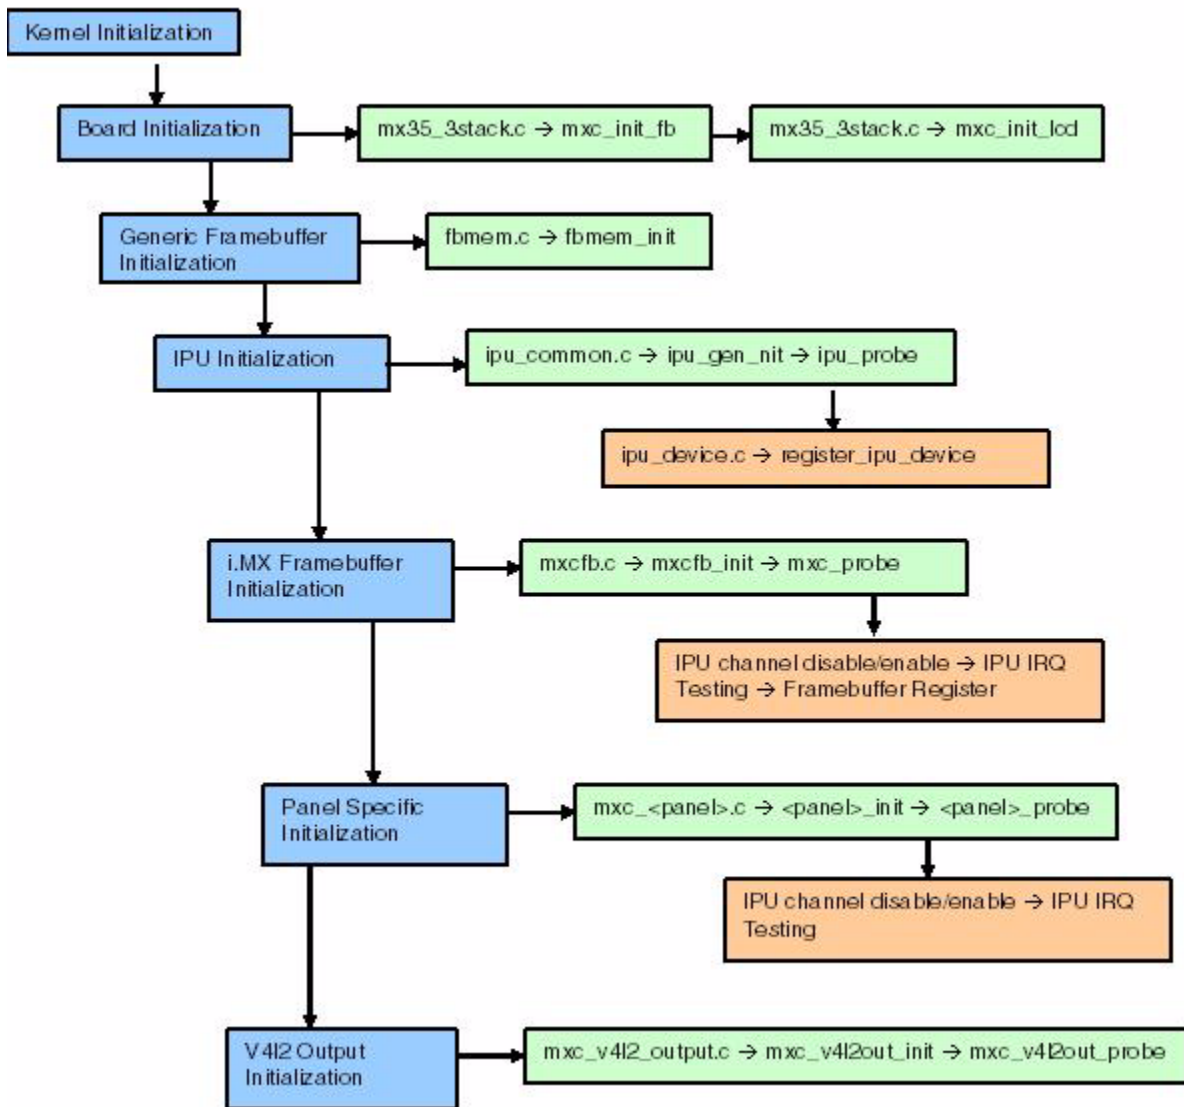 Kernel Initialization
Board Initialization
mx35_3stack.c → mxc_init_fb
mx35_3stack.c → mxc_init_lcd
Generic Framebuffer
Initialization
fbmem.c → fbmem_init
IPU Initialization
ipu_common.c → ipu_gen_nit → ipu_probe
ipu_device.c → register_ipu_device
i.MX Framebuffer
Initialization
mxcfb.c → mxcfb_init → mxc_probe
IPU channel disable/enable → IPU IRQ
Testing → Framebuffer Register
Panel Specific
Initialization
mxc_<panel>.c → <panel>_init → <panel>_probe
IPU channel disable/enable → IPU IRQ
Testing
V4l2 Output
Initialization
mxc_v4l2_output.c → mxc_v4l2out_init → mxc_v4l2out_probe